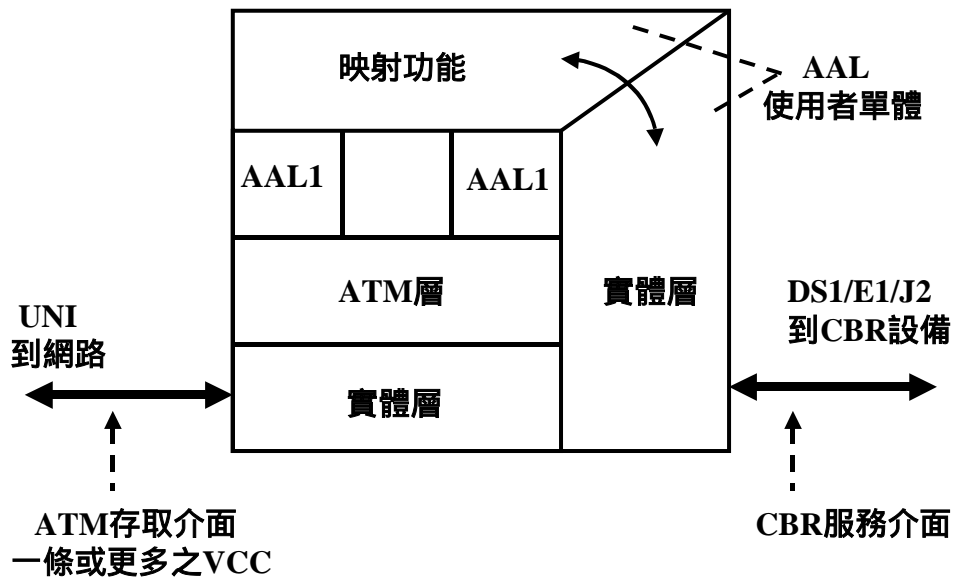 映射功能
AAL
使用者單體
AAL1
AAL1
ATM層
實體層
實體層
UNI
到網路
DS1/E1/J2
到CBR設備
ATM存取介面
一條或更多之VCC
CBR服務介面